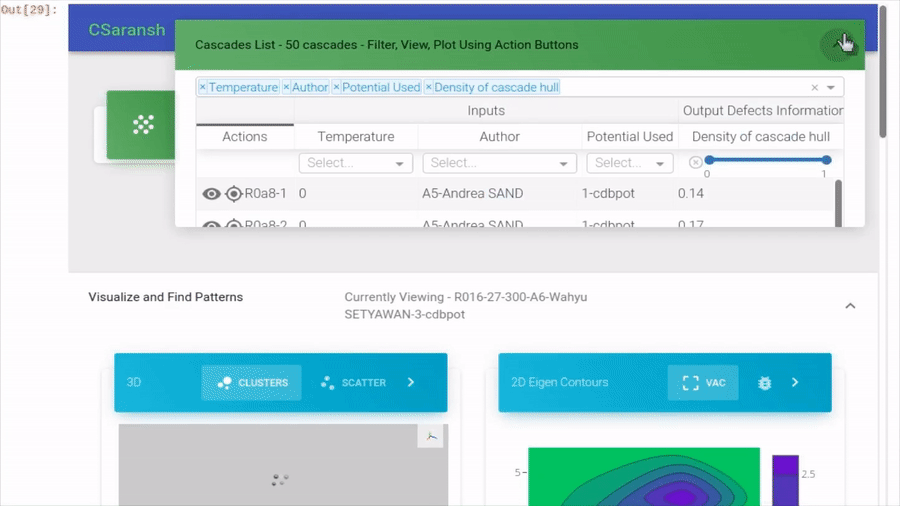 Out[29]:
CSaransh
Cascades List - 50 cascades - Filter, View, Plot Using Action Buttons
× Temperature × Author × Potential Used × Density of cascade hull ×
Inputs Output Defects Information
Actions Temperature Author Potential Used Density of cascade hull
Select... Select... Select...
0 1
R0a8-1 0 A5-Andrea SAND 1-cdbpot 0.14
R0a8-2 0 A5-Andrea SAND 1-cdbpot 0.17
Visualize and Find Patterns
Currently Viewing - R016-27-300-A6-Wahyu
SETYAWAN-3-cdbpot
3D CLUSTERS SCATTER
2D Eigen Contours VAC
5
2.5